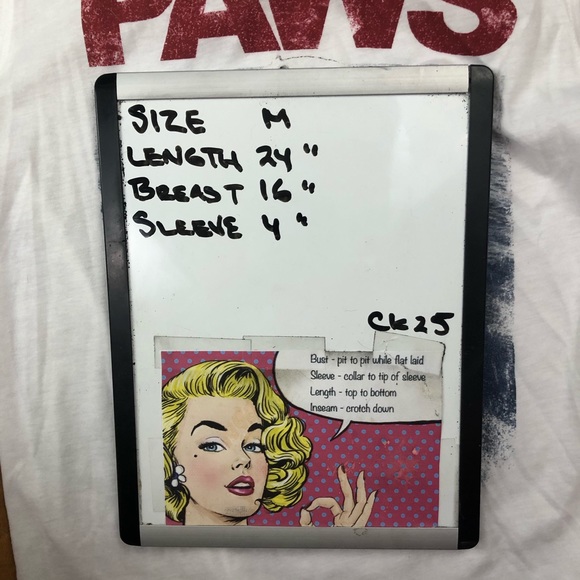 PAWS
SIZE M
LENGTH 24"
BREAST 16"
SLEEVE 4"
CK25
Bust - pit to pit while flat laid
Sleeve - collar to tip of sleeve
Length - top to bottom
Inseam - crotch down